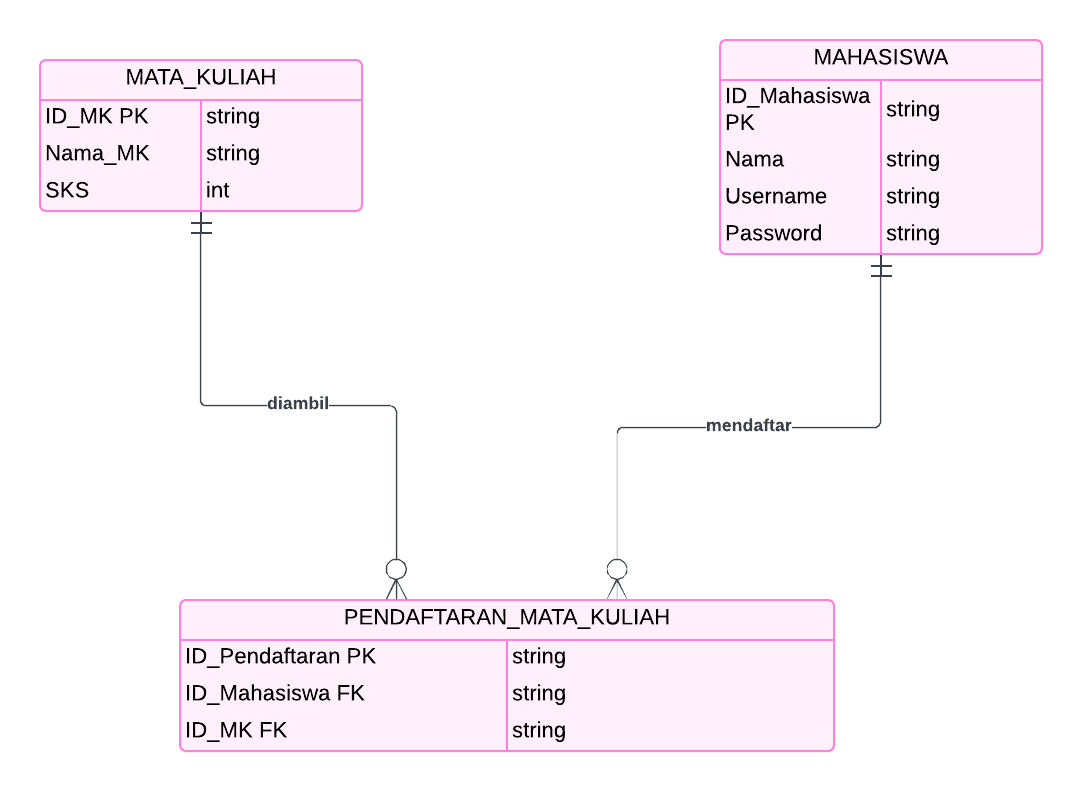 MATA_KULIAH
ID_MK PK string
Nama_MK string
SKS int
MAHASISWA
ID_Mahasiswa
PK
string
Nama string
Username string
Password string
diambil
mendaftar
PENDAFTARAN_MATA_KULIAH
ID_Pendaftaran PK string
ID_Mahasiswa FK string
ID_MK FK string